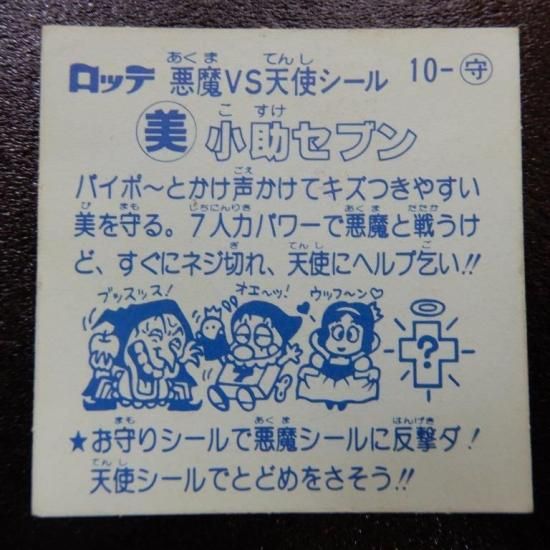 ロッテ 悪魔VS天使シール 10-守
美 小助セブン
バイポ～とかけ声かけてキズつきやすい
美を守る。7人力パワーで悪魔と戦うけ
ど、すぐにネジ切れ、天使にヘルプ乞い!!
ブッスッス! オエ～ッ! ウッフ～ン♡
?
★お守りシールで悪魔シールに反撃ダ!
天使シールでとどめをさそう!!